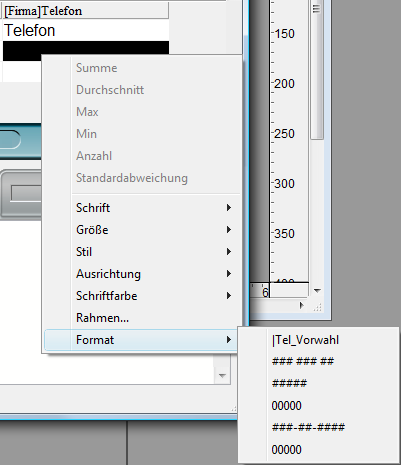 [Firma]Telefon
Telefon
150
200
250
300
350
400
6
Summe
Durchschnitt
Max
Min
Anzahl
Standardabweichung
Schrift
Größe
Stil
Ausrichtung
Schriftfarbe
Rahmen...
Format
|Tel_Vorwahl
### ### ##
#####
00000
###-##-####
00000